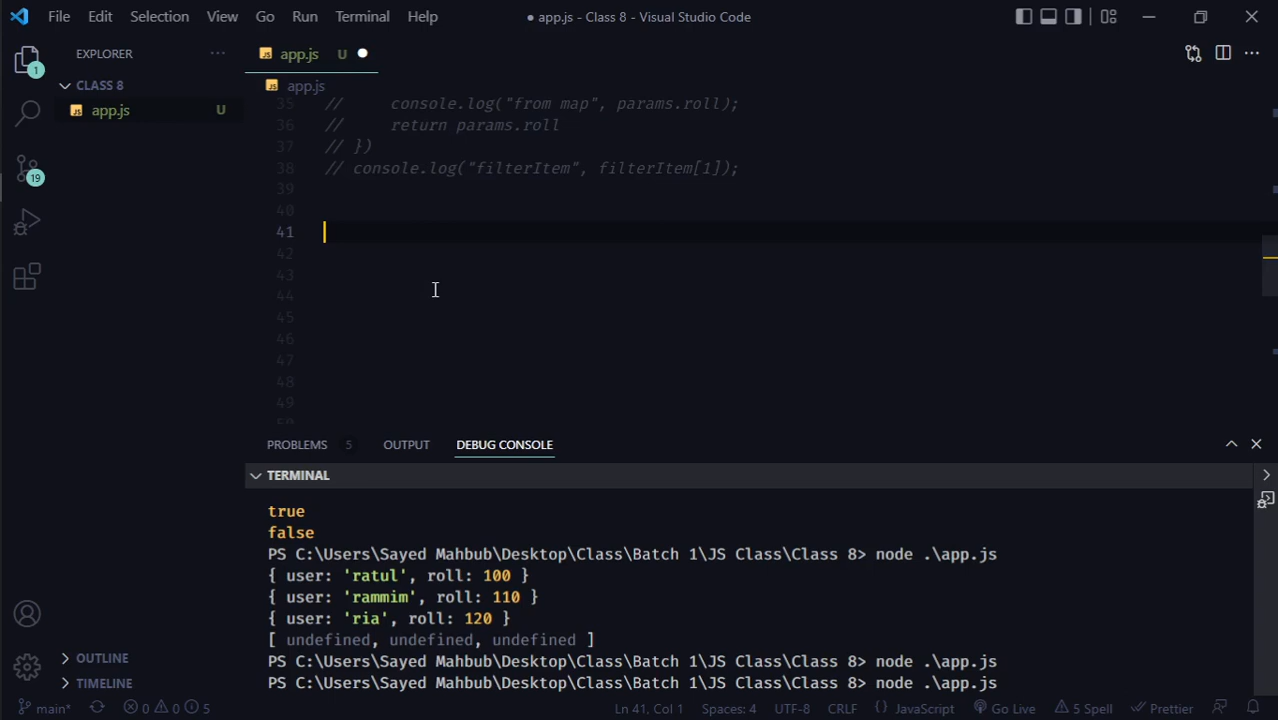 File Edit Selection View Go Run Terminal Help
● app.js - Class 8 - Visual Studio Code
EXPLORER ...
app.js U ●
1
CLASS 8
app.js
app.js U
35 //     console.log("from map", params.roll);
36 //     return params.roll
37 // })
38 // console.log("filterItem", filterItem[1]);
19
39
40
41
42
43
44
45
46
47
48
49
PROBLEMS 5 OUTPUT DEBUG CONSOLE
TERMINAL
true
false
PS C:\Users\Sayed Mahbub\Desktop\Class\Batch 1\JS Class\Class 8> node .\app.js
{ user: 'ratul', roll: 100 }
{ user: 'rammim', roll: 110 }
{ user: 'ria', roll: 120 }
[ undefined, undefined, undefined ]
PS C:\Users\Sayed Mahbub\Desktop\Class\Batch 1\JS Class\Class 8> node .\app.js
PS C:\Users\Sayed Mahbub\Desktop\Class\Batch 1\JS Class\Class 8> node .\app.js
OUTLINE
TIMELINE
main* 0 0 5 Ln 41, Col 1 Spaces: 4 UTF-8 CRLF {} JavaScript Go Live 5 Spell Prettier